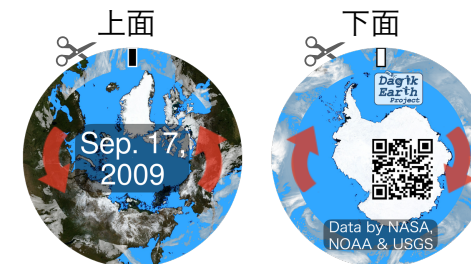 上面
下面
Dagik
Earth
Project
Sep. 17,
2009
Data by NASA,
NOAA & USGS